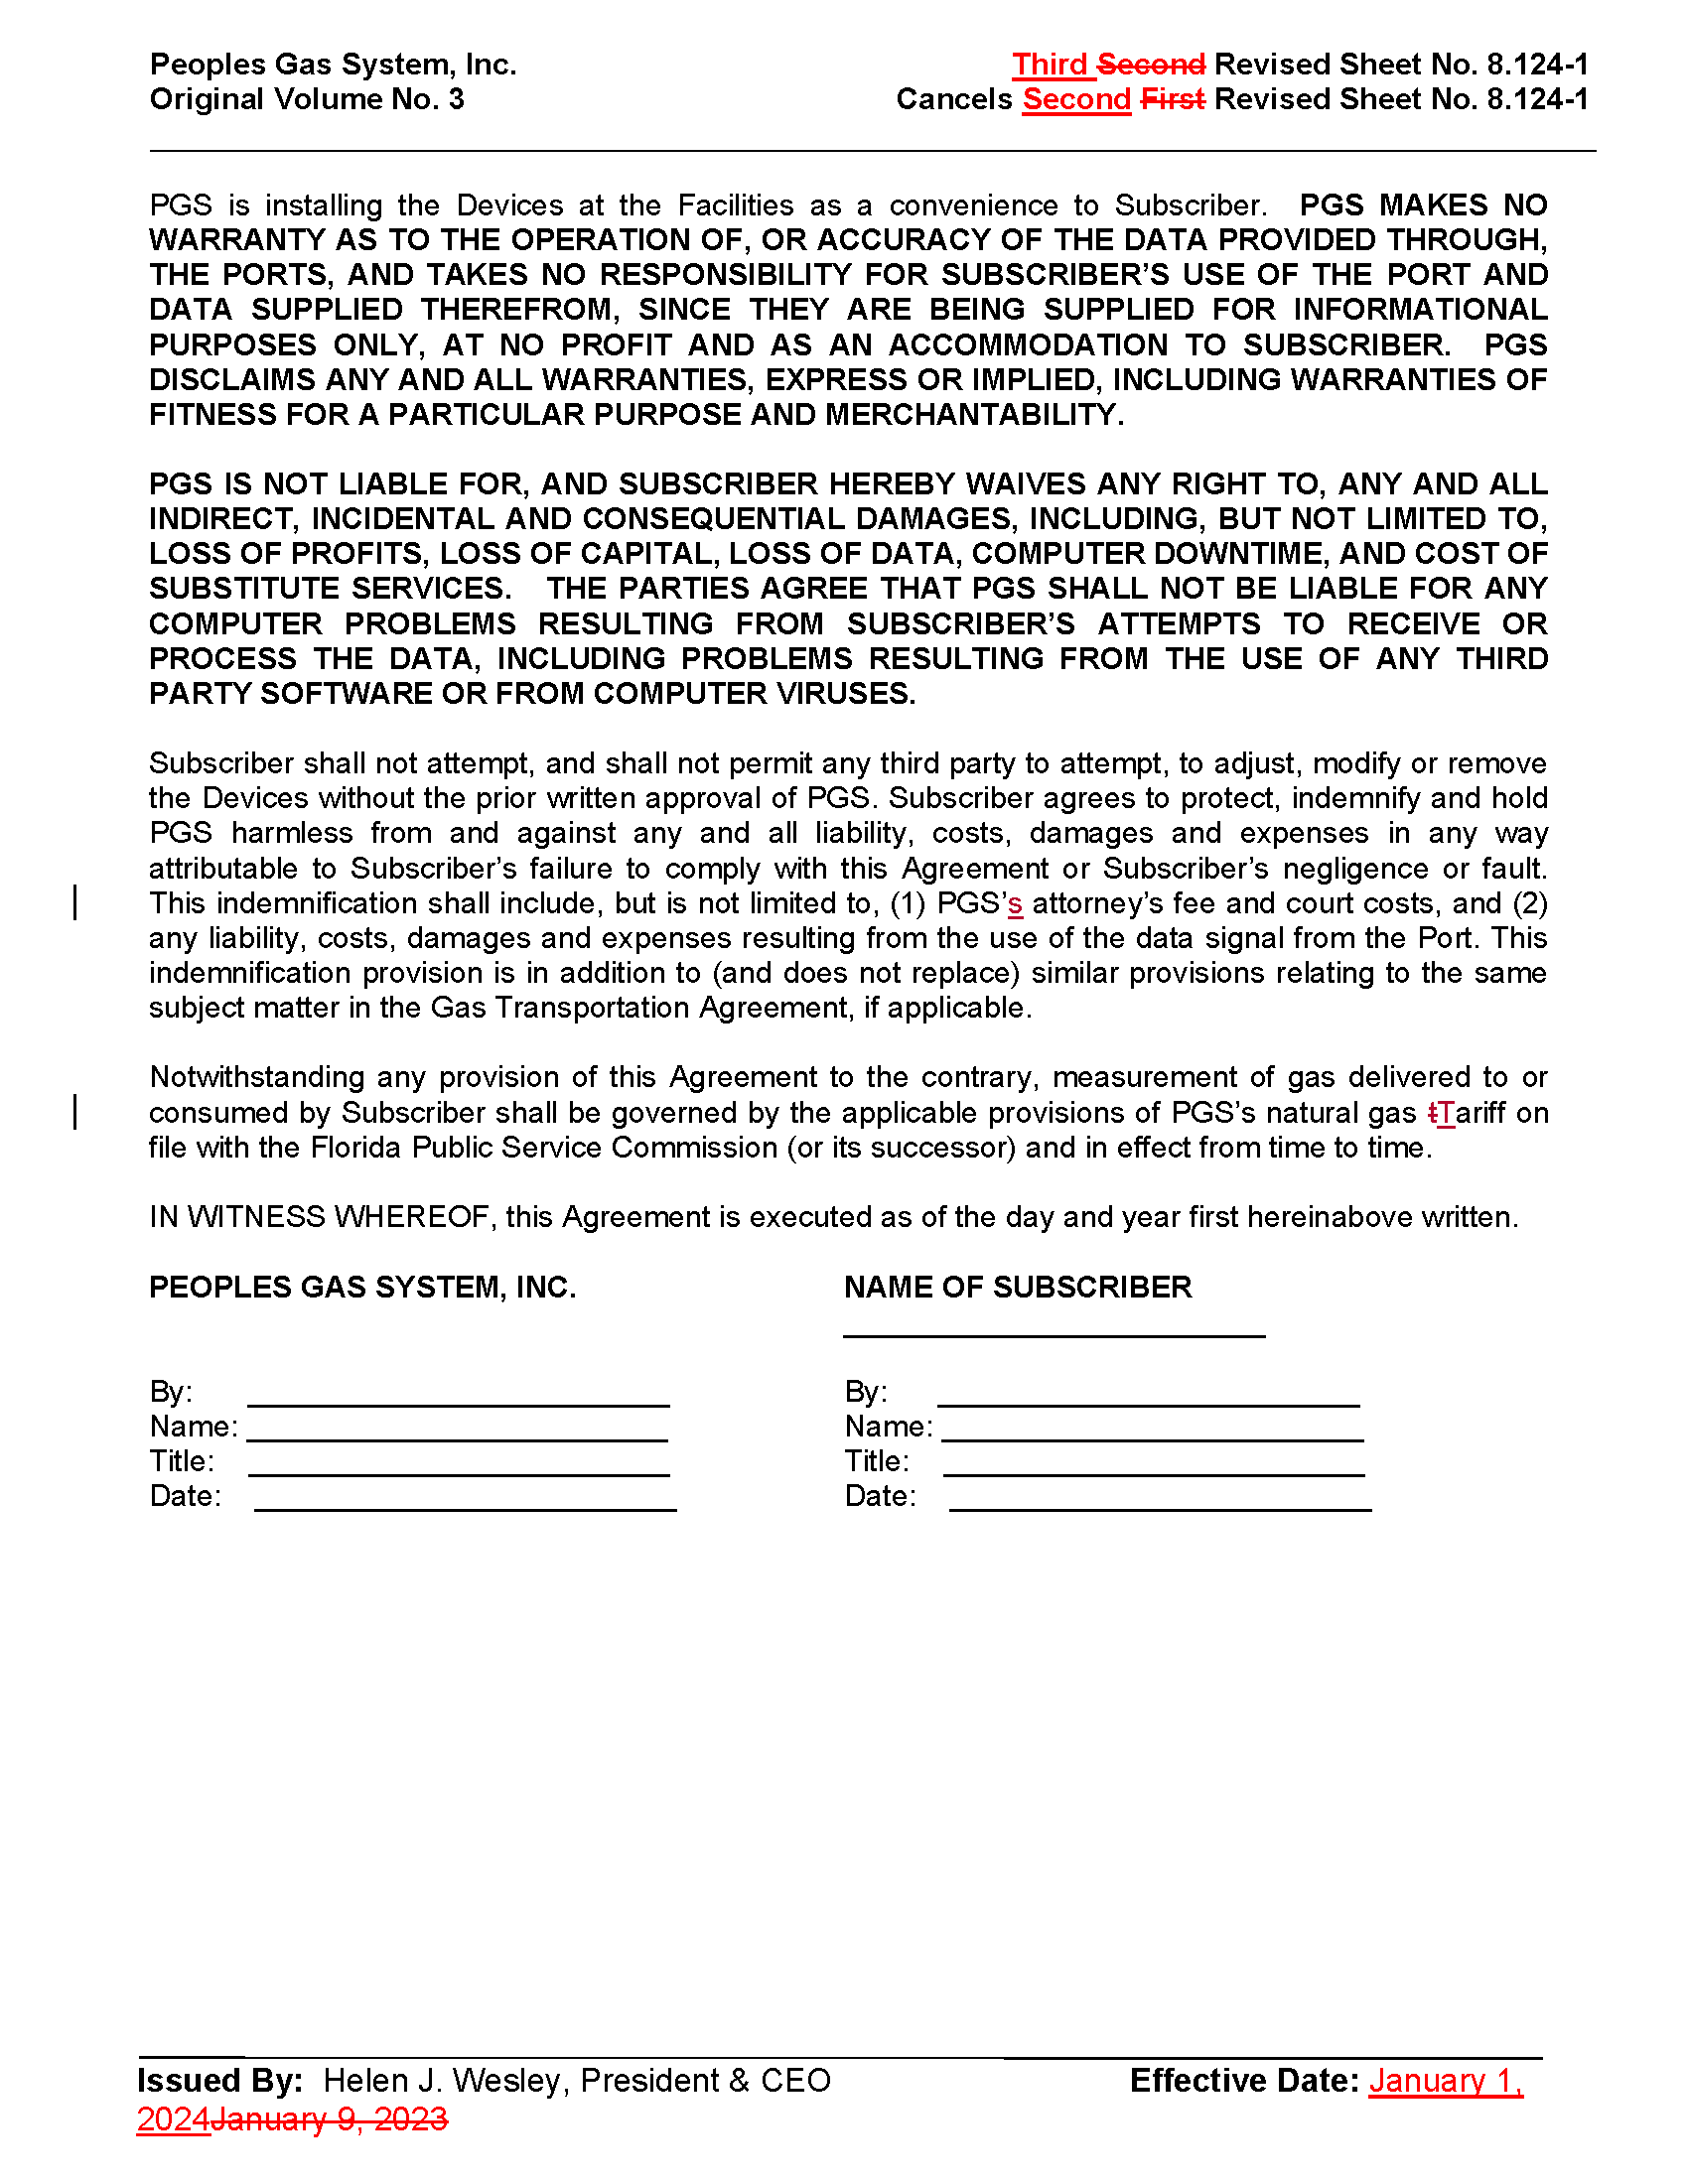 Peoples Gas System, Inc. Third Second Revised Sheet No. 8.124-1
Original Volume No. 3 Cancels Second First Revised Sheet No. 8.124-1
PGS is installing the Devices at the Facilities as a convenience to Subscriber. PGS MAKES NO
WARRANTY AS TO THE OPERATION OF, OR ACCURACY OF THE DATA PROVIDED THROUGH,
THE PORTS, AND TAKES NO RESPONSIBILITY FOR SUBSCRIBER’S USE OF THE PORT AND
DATA SUPPLIED THEREFROM, SINCE THEY ARE BEING SUPPLIED FOR INFORMATIONAL
PURPOSES ONLY, AT NO PROFIT AND AS AN ACCOMMODATION TO SUBSCRIBER. PGS
DISCLAIMS ANY AND ALL WARRANTIES, EXPRESS OR IMPLIED, INCLUDING WARRANTIES OF
FITNESS FOR A PARTICULAR PURPOSE AND MERCHANTABILITY.
PGS IS NOT LIABLE FOR, AND SUBSCRIBER HEREBY WAIVES ANY RIGHT TO, ANY AND ALL
INDIRECT, INCIDENTAL AND CONSEQUENTIAL DAMAGES, INCLUDING, BUT NOT LIMITED TO,
LOSS OF PROFITS, LOSS OF CAPITAL, LOSS OF DATA, COMPUTER DOWNTIME, AND COST OF
SUBSTITUTE SERVICES. THE PARTIES AGREE THAT PGS SHALL NOT BE LIABLE FOR ANY
COMPUTER PROBLEMS RESULTING FROM SUBSCRIBER’S ATTEMPTS TO RECEIVE OR
PROCESS THE DATA, INCLUDING PROBLEMS RESULTING FROM THE USE OF ANY THIRD
PARTY SOFTWARE OR FROM COMPUTER VIRUSES.
Subscriber shall not attempt, and shall not permit any third party to attempt, to adjust, modify or remove
the Devices without the prior written approval of PGS. Subscriber agrees to protect, indemnify and hold
PGS harmless from and against any and all liability, costs, damages and expenses in any way
attributable to Subscriber’s failure to comply with this Agreement or Subscriber’s negligence or fault.
This indemnification shall include, but is not limited to, (1) PGS’s attorney’s fee and court costs, and (2)
any liability, costs, damages and expenses resulting from the use of the data signal from the Port. This
indemnification provision is in addition to (and does not replace) similar provisions relating to the same
subject matter in the Gas Transportation Agreement, if applicable.
Notwithstanding any provision of this Agreement to the contrary, measurement of gas delivered to or
consumed by Subscriber shall be governed by the applicable provisions of PGS’s natural gas tTariff on
file with the Florida Public Service Commission (or its successor) and in effect from time to time.
IN WITNESS WHEREOF, this Agreement is executed as of the day and year first hereinabove written.
PEOPLES GAS SYSTEM, INC. NAME OF SUBSCRIBER
By: By:
Name: Name:
Title: Title:
Date: Date:
Issued By: Helen J. Wesley, President & CEO Effective Date: January 1,
2024January 9, 2023